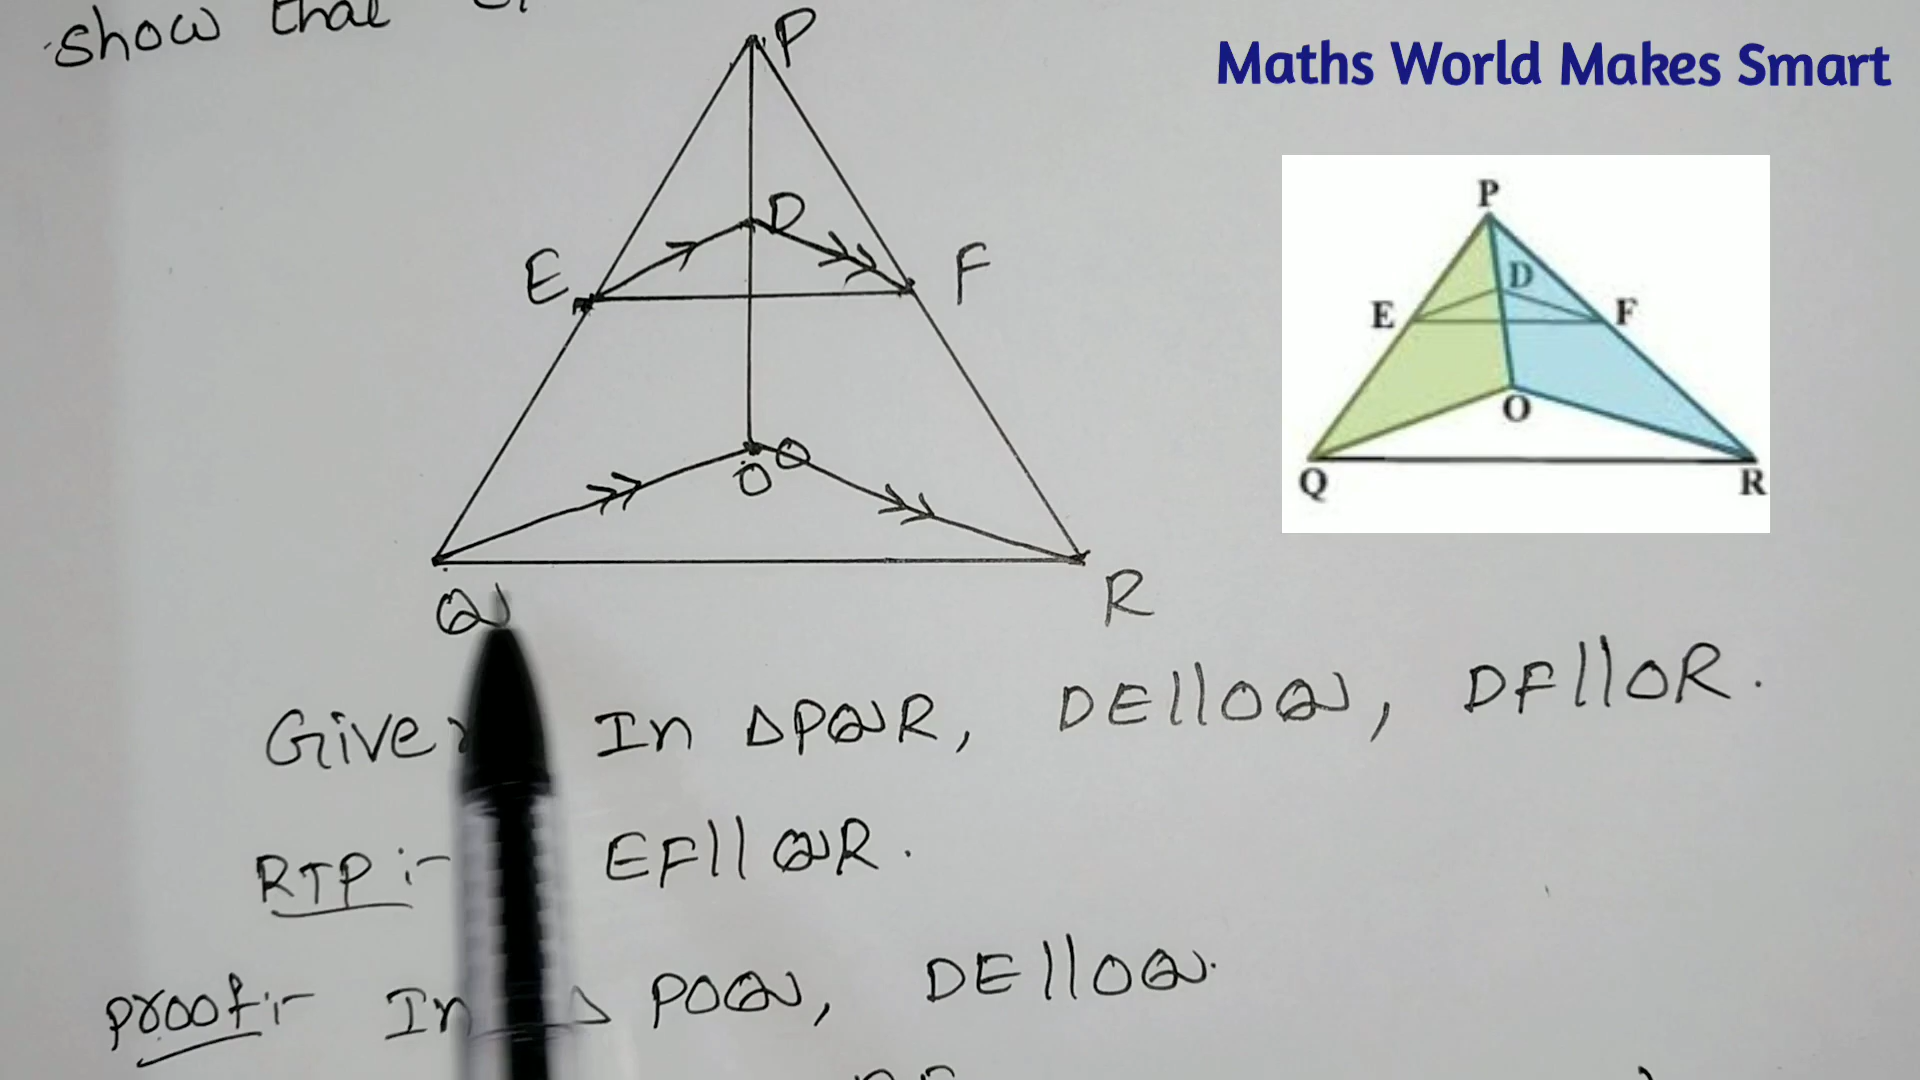 show that
Maths World Makes Smart
P
D
E
F
O
O
Q
R
P
D
E
F
O
Q
R
Given In ΔPQR, DE||OQ, DF||OR.
RTP :- EF||QR.
Proof:- In Δ POQ, DE||OQ.